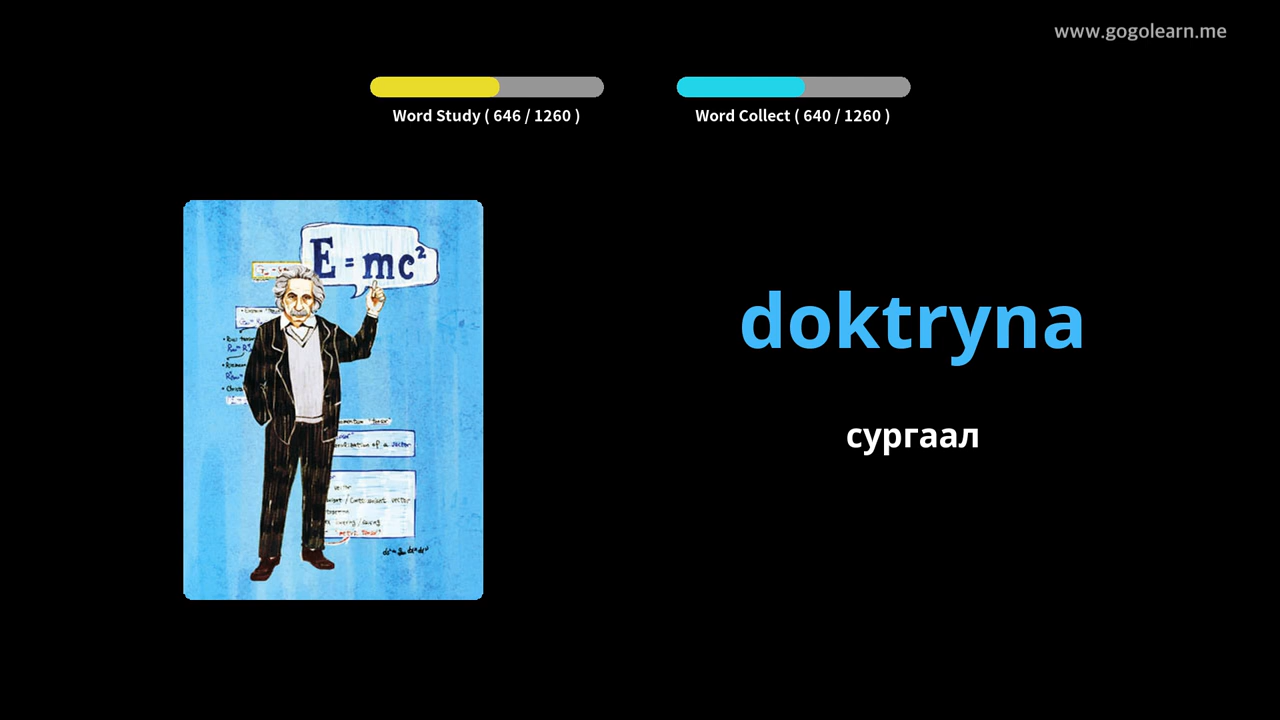 www.gogolearn.me
Word Study ( 646 / 1260 )
Word Collect ( 640 / 1260 )
E = mc²
doktryna
сургаал